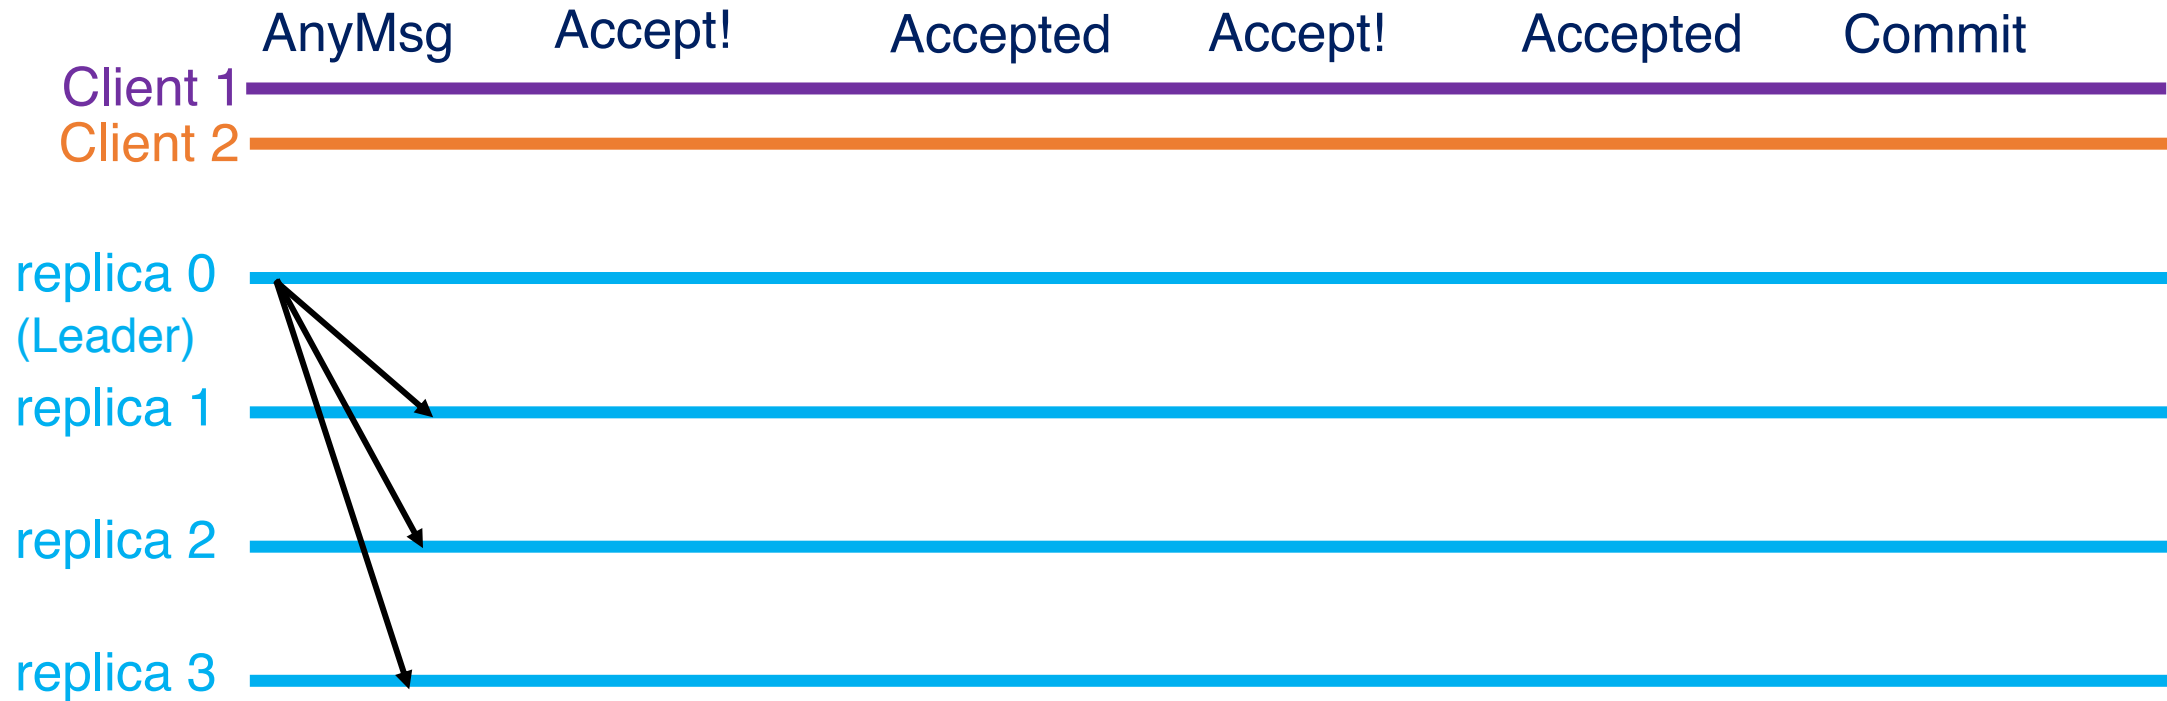 AnyMsg Accept! Accepted Accept! Accepted Commit
Client 1
Client 2
replica 0
(Leader)
replica 1
replica 2
replica 3